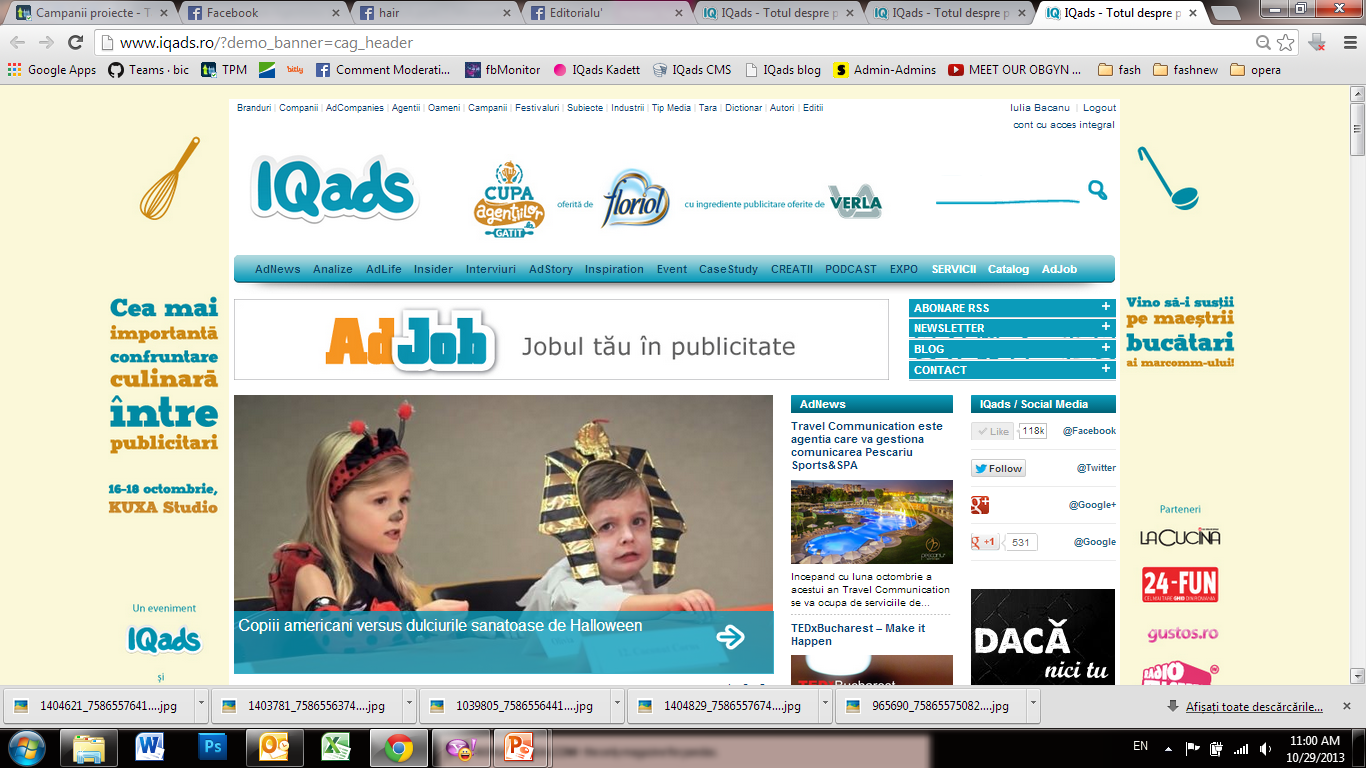 Campanii proiecte - T
Facebook
hair
Editorialu'
IQads - Totul despre p
IQads - Totul despre p
IQads - Totul despre p
www.iqads.ro/?demo_banner=cag_header
Google Apps
Teams · bic
TPM
bitly
Comment Moderati...
fbMonitor
IQads Kadett
IQads CMS
IQads blog
Admin-Admins
MEET OUR OBGYN ...
fash
fashnew
opera
Branduri | Companii | AdCompanies | Agentii | Oameni | Campanii | Festivaluri | Subiecte | Industrii | Tip Media | Tara | Dictionar | Autori | Editii
Iulia Bacanu | Logout
cont cu acces integral
IQads
CUPA
agențiilor
GATIT
oferită de
floriol
cu ingrediente publicitare oferite de
VERLA
AdNews Analize AdLife Insider Interviuri AdStory Inspiration Event CaseStudy CREATII PODCAST EXPO SERVICII Catalog AdJob
Cea mai
importantă
confruntare
culinară
între
publicitari
16-18 octombrie,
KUXA Studio
Un eveniment
IQads
și
AdJob
Jobul tău în publicitate
ABONARE RSS +
NEWSLETTER +
BLOG +
CONTACT +
Vino să-i susții
pe maeștrii
bucătari
ai marcomm-ului!
Copiii americani versus dulciurile sanatoase de Halloween
AdNews
Travel Communication este
agentia care va gestiona
comunicarea Pescariu
Sports&SPA
pescariu
Incepand cu luna octombrie a
acestui an Travel Communication
se va ocupa de serviciile de...
TEDxBucharest – Make it
Happen
Bucharest
IQads / Social Media
Like 118k @Facebook
Follow @Twitter
@Google+
+1 531 @Google
DACĂ
nici tu
Parteneri
LA CUCINA
24-FUN
gustos.ro
1404621_7586557641....jpg
1403781_7586556374....jpg
1039805_7586556441....jpg
1404829_7586557674....jpg
965690_75865575082....jpg
Afișați toate descărcările...
EN
11:00 AM
10/29/2013